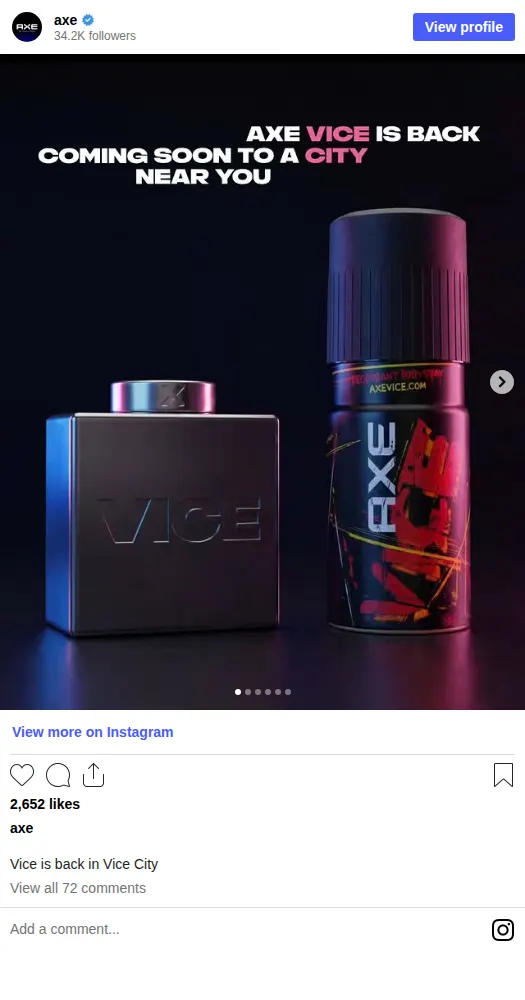 AXE
axe
34.2K followers
View profile
AXE VICE IS BACK
COMING SOON TO A CITY
NEAR YOU
X
DEODORANT BODYSPRAY
AXEVICE.COM
AXE
VICE
VICE
View more on Instagram
2,652 likes
axe
Vice is back in Vice City
View all 72 comments
Add a comment...